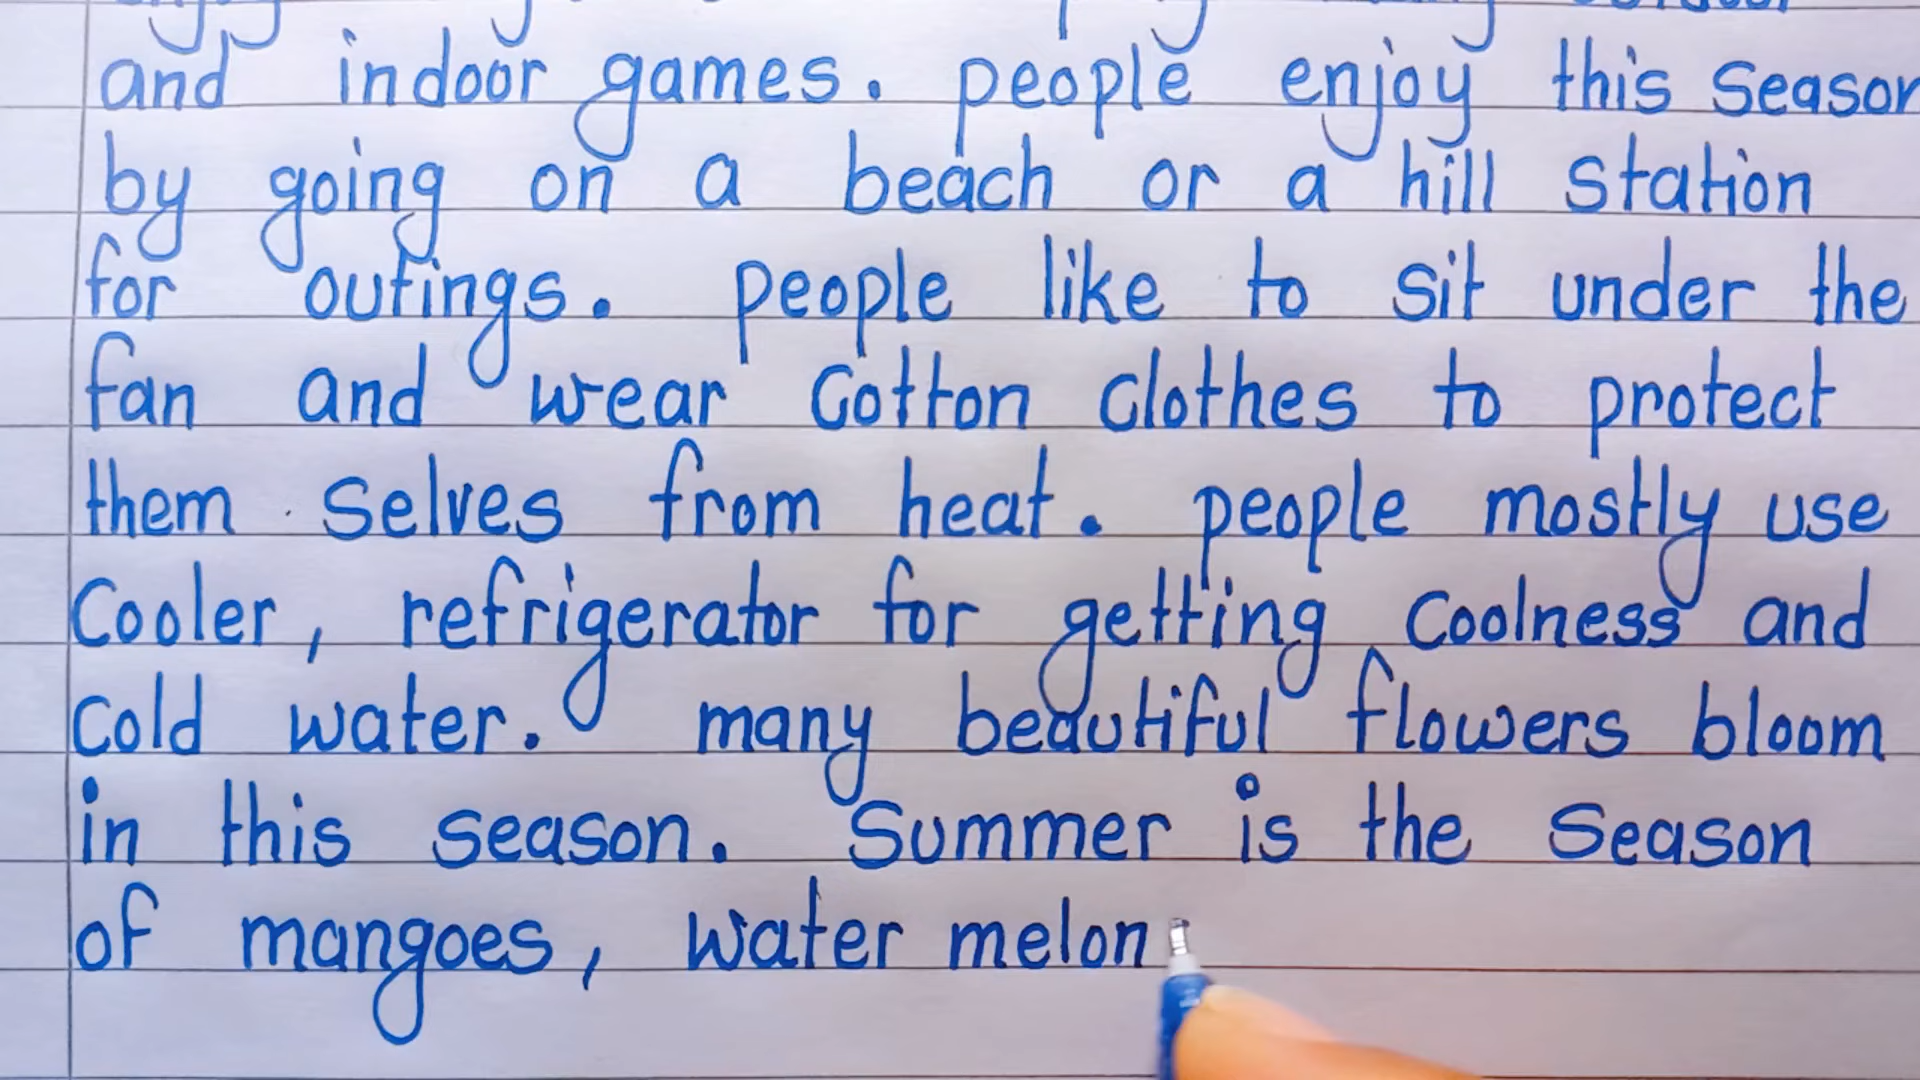 and indoor games. people enjoy this Season
by going on a beach or a hill station
for outings. people like to sit under the
fan and wear Cotton Clothes to protect
them selves from heat. people mostly use
Cooler, refrigerator for getting Coolness and
Cold water. many beautiful flowers bloom
in this season. Summer is the Season
of mangoes, water melon